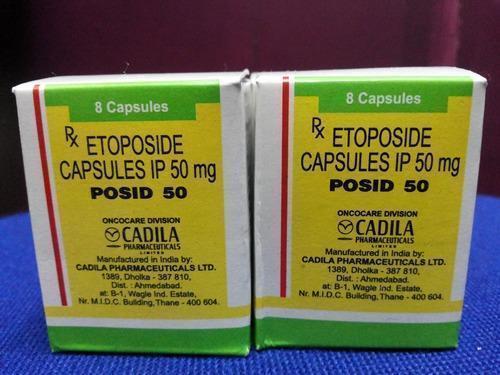 8 Capsules
Rx ETOPOSIDE
CAPSULES IP 50 mg
POSID 50
ONCOCARE DIVISION
CADILA
PHARMACEUTICALS
LIMITED
Manufactured in India by:
CADILA PHARMACEUTICALS LTD.
1389, Dholka - 387 810,
Dist. : Ahmedabad.
at: B-1, Wagle Ind. Estate,
Nr. M.I.D.C. Building,Thane - 400 604.
8 Capsules
Rx ETOPOSIDE
CAPSULES IP 50 mg
POSID 50
ONCOCARE DIVISION
CADILA
PHARMACEUTICALS
LIMITED
Manufactured in India by:
CADILA PHARMACEUTICALS LTD.
1389, Dholka - 387 810,
Dist. : Ahmedabad.
at: B-1, Wagle Ind. Estate,
Nr. M.I.D.C. Building,Thane - 400 604.